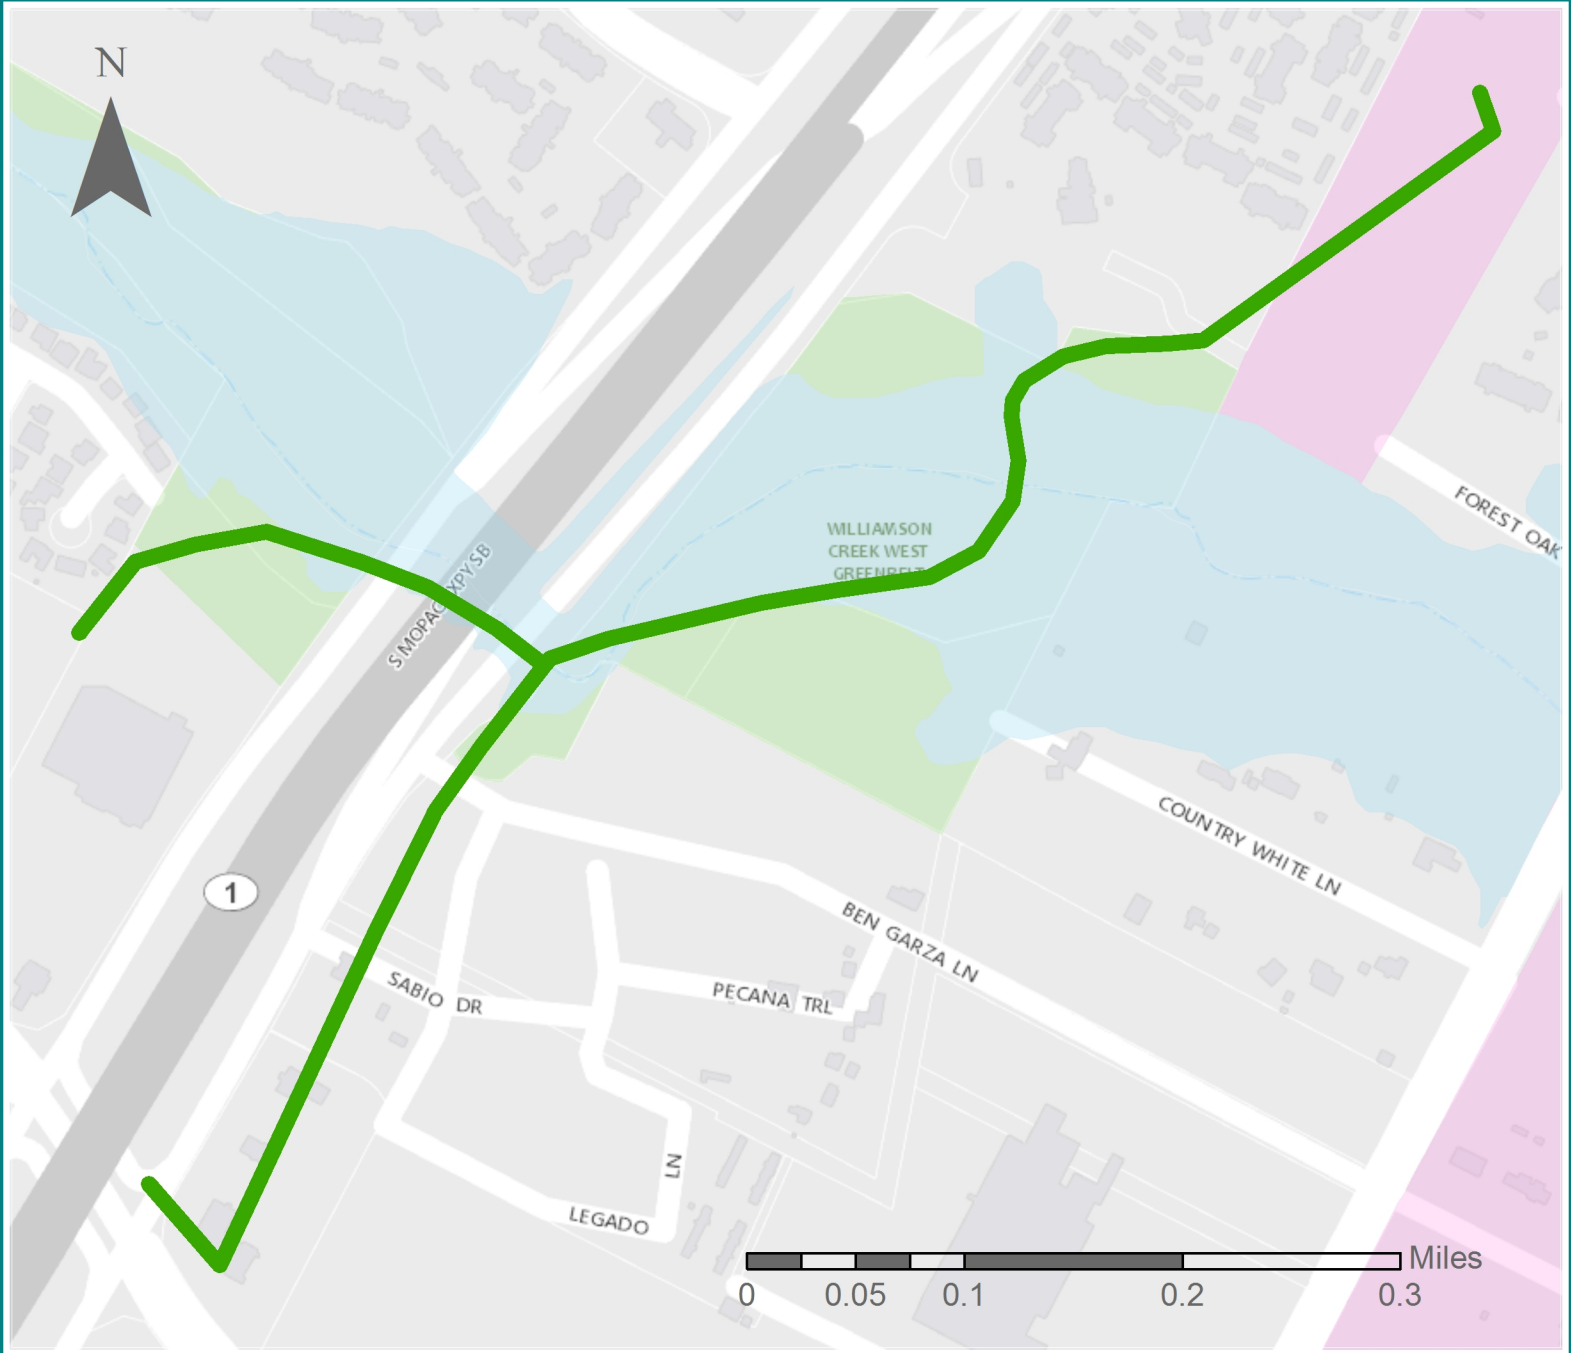 N
FOREST OAK
WILLIAMSON
CREEK WEST
GREENBELT
S MOPAC EXPY SB
COUNTRY WHITE LN
1
BEN GARZA LN
SABIO DR
PECANA TRL
LN
LEGADO
Miles
0 0.05 0.1 0.2 0.3